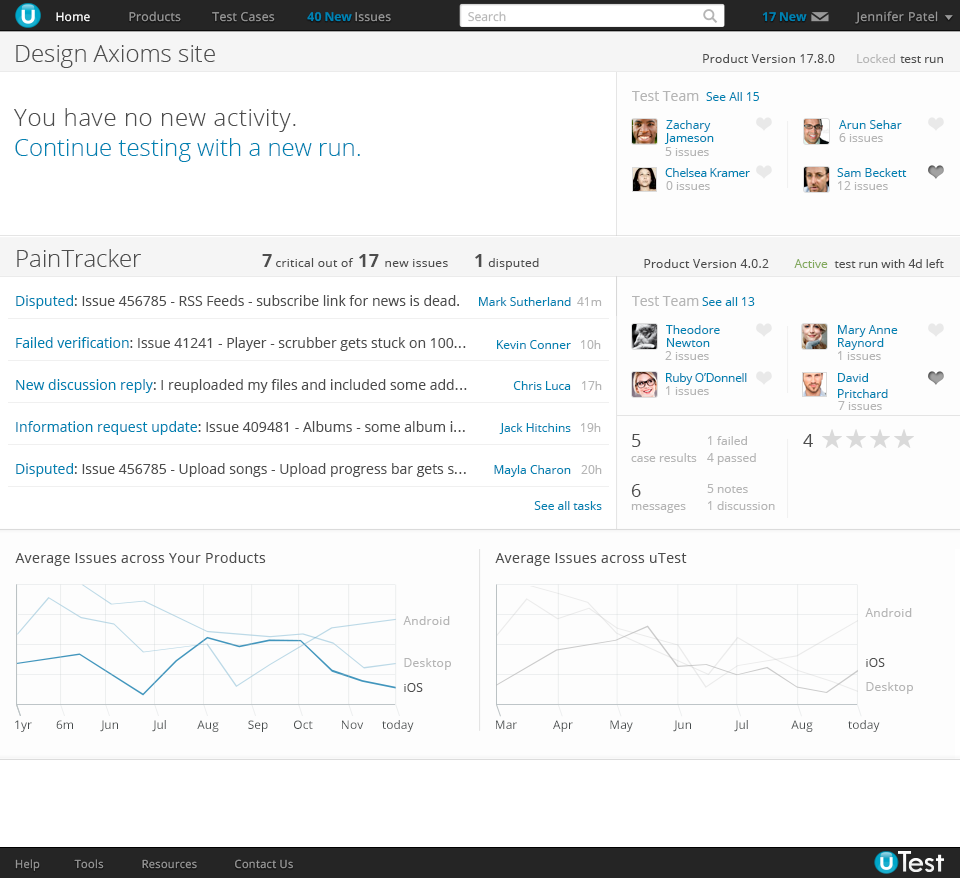 U Home Products Test Cases 40 New Issues Search 17 New Jennifer Patel
Design Axioms site
Product Version 17.8.0 Locked test run
You have no new activity.
Continue testing with a new run.
Test Team See All 15
Zachary Jameson
5 issues
Arun Sehar
6 issues
Chelsea Kramer
0 issues
Sam Beckett
12 issues
PainTracker 7 critical out of 17 new issues 1 disputed
Product Version 4.0.2 Active test run with 4d left
Disputed: Issue 456785 - RSS Feeds - subscribe link for news is dead. Mark Sutherland 41m
Failed verification: Issue 41241 - Player - scrubber gets stuck on 100... Kevin Conner 10h
New discussion reply: I reuploaded my files and included some add... Chris Luca 17h
Information request update: Issue 409481 - Albums - some album i... Jack Hitchins 19h
Disputed: Issue 456785 - Upload songs - Upload progress bar gets s... Mayla Charon 20h
See all tasks
Test Team See all 13
Theodore
Newton
2 issues
Mary Anne
Raynord
1 issues
Ruby O'Donnell
1 issues
David
Pritchard
7 issues
5
case results
1 failed
4 passed
4
6
messages
5 notes
1 discussion
Average Issues across Your Products
Android
Desktop
iOS
1yr 6m Jun Jul Aug Sep Oct Nov today
Average Issues across uTest
Android
iOS
Desktop
Mar Apr May Jun Jul Aug today
Help Tools Resources Contact Us
uTest